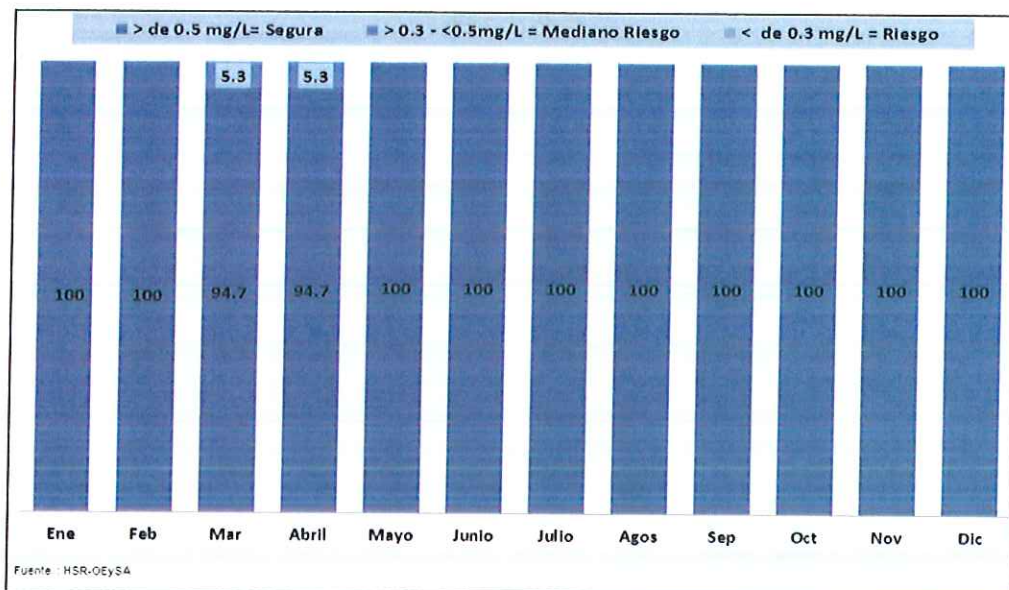 > de 0.5 mg/L= Segura > 0.3 - <0.5mg/L = Mediano Riesgo < de 0.3 mg/L = Riesgo
5.3 5.3
100 100 94.7 94.7 100 100 100 100 100 100 100 100
Ene Feb Mar Abril Mayo Junio Julio Agos Sep Oct Nov Dic
Fuente : HSR-OEySA